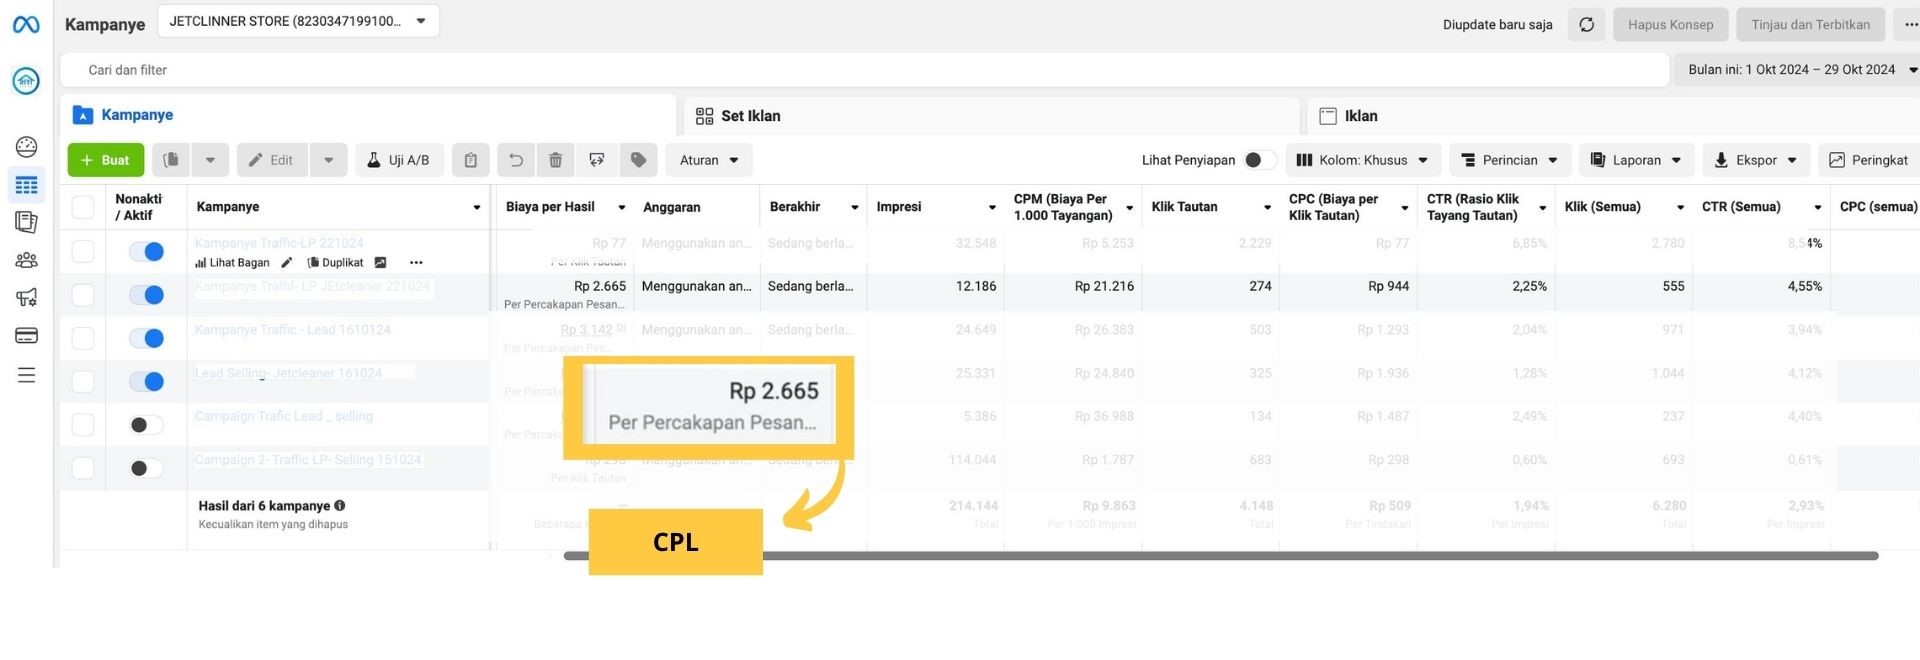 Kampanye
JETCLINNER STORE (8230347199100...
Diupdate baru saja
Hapus Konsep
Tinjau dan Terbitkan
Cari dan filter
Bulan ini: 1 Okt 2024 – 29 Okt 2024
Kampanye
Set Iklan
Iklan
+ Buat
Edit
Uji A/B
Aturan
Lihat Penyiapan
Kolom: Khusus
Perincian
Laporan
Ekspor
Peringkat
Nonakti
/ Aktif
Kampanye
Biaya per Hasil
Anggaran
Berakhir
Impresi
CPM (Biaya Per
1.000 Tayangan)
Klik Tautan
CPC (Biaya per
Klik Tautan)
CTR (Rasio Klik
Tayang Tautan)
Klik (Semua)
CTR (Semua)
CPC (semua)
Kampanye Traffic-LP 221024 Rp 77 Menggunakan an... Sedang berla... 32.548 Rp 5.253 2.229 Rp 77 6,85% 2.780 8,54%
Lihat Bagan Duplikat ... Per Klik Tautan
Kampanye Traffif- LP JEtcleaner 221024 Rp 2.665 Menggunakan an... Sedang berla... 12.186 Rp 21.216 274 Rp 944 2,25% 555 4,55%
Per Percakapan Pesan...
Kampanye Traffic - Lead 1610124 Rp 3.142 [2] Menggunakan an... Sedang berla... 24.649 Rp 26.383 503 Rp 1.293 2,04% 971 3,94%
Per Percakapan Pes...
Lead Selling- Jetcleaner 161024 25.331 Rp 24.840 325 Rp 1.936 1,28% 1.044 4,12%
Campaign Trafic Lead _ selling 5.386 Rp 36.988 134 Rp 1.487 2,49% 237 4,40%
Campaign 2- Traffic LP- Selling 151024 Rp 298 Menggunakan an... Sedang berl... 114.044 Rp 1.787 683 Rp 298 0,60% 693 0,61%
Per Klik Tautan
Rp 2.665
Per Percakapan Pesan...
Hasil dari 6 kampanye — 214.144 Rp 9.863 4.148 Rp 509 1,94% 6.280 2,93%
Kecualikan item yang dihapus Total Per 1.000 Impresi Total Per Tindakan Per Impresi Total Per Impresi
CPL